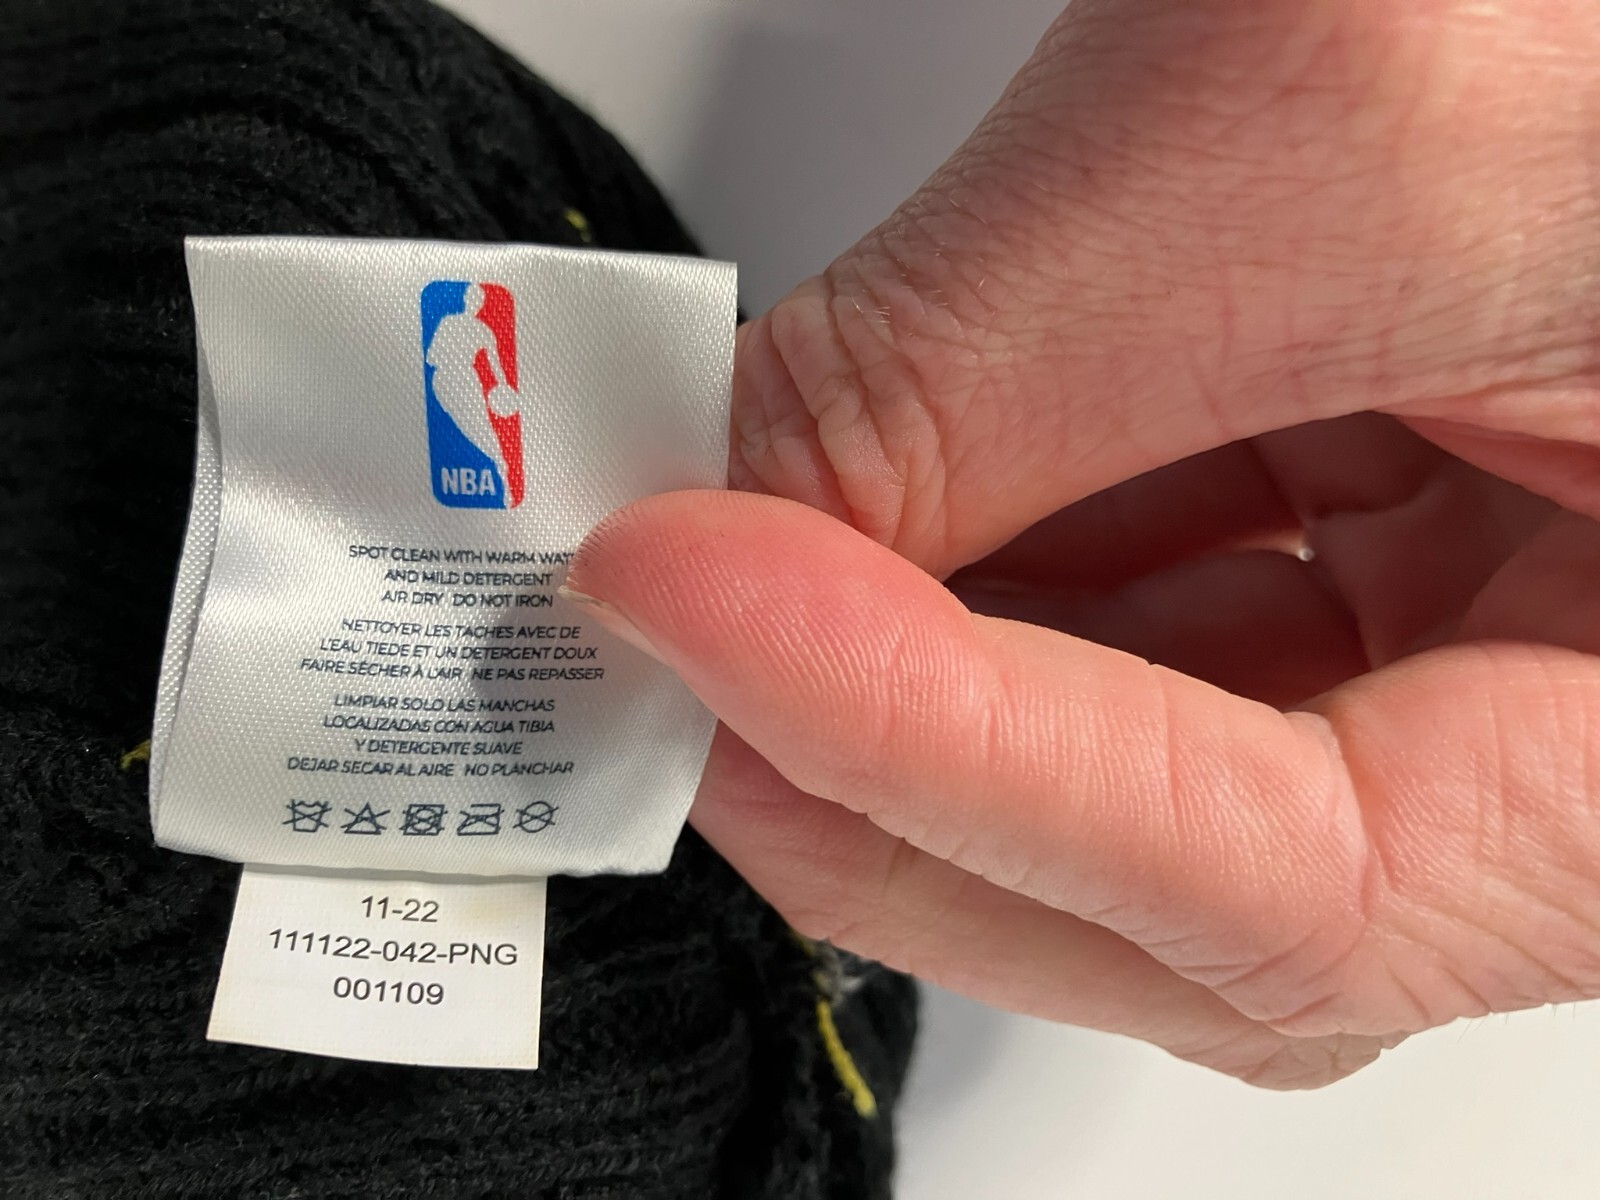 NBA
SPOT CLEAN WITH WARM
AND MILD DETERGENT
AIR DRY DO NOT IRON
NETTOYER LES TACHES AVEC DE
L'EAU TIEDE ET UN DETERGENT DOUX
FAIRE SÉCHER À L'AIR NE PAS REPASSER
LIMPIAR SOLO LAS MANCHAS
LOCALIZADAS CON AGUA TIBIA
Y DETERGENTE SUAVE
DEJAR SECAR AL AIRE NO PLANCHAR
11-22
111122-042-PNG
001109